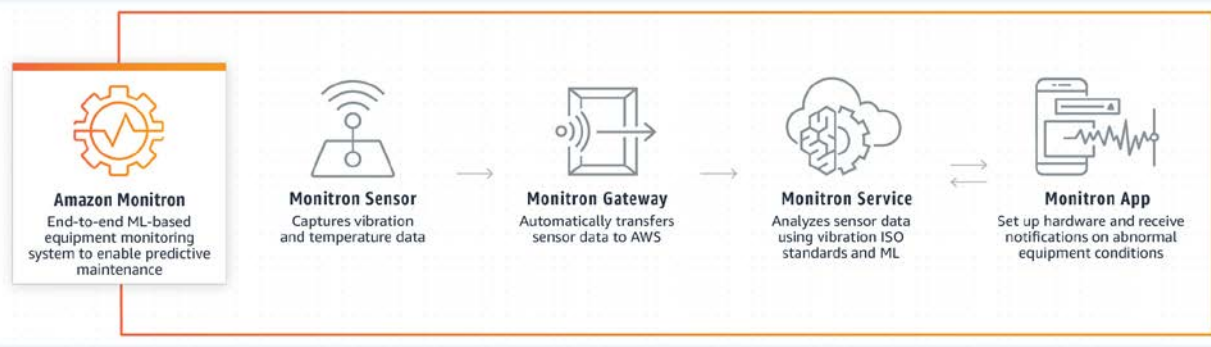 Amazon Monitron
End-to-end ML-based
equipment monitoring
system to enable predictive
maintenance
Monitron Sensor
Captures vibration
and temperature data
Monitron Gateway
Automatically transfers
sensor data to AWS
Monitron Service
Analyzes sensor data
using vibration ISO
standards and ML
Monitron App
Set up hardware and receive
notifications on abnormal
equipment conditions